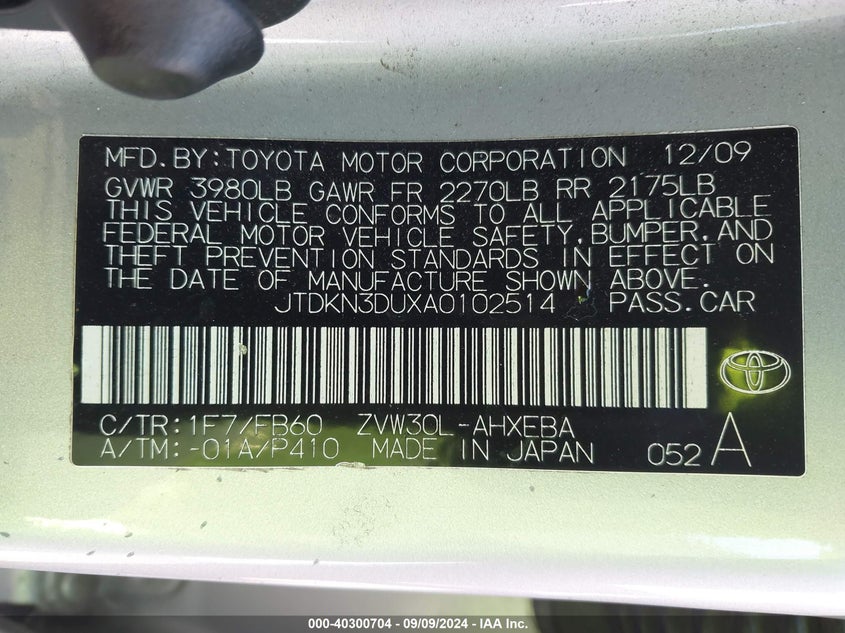 MFD.BY:TOYOTA MOTOR CORPORATION 12/09
GVWR 3980LB GAWR FR 2270LB RR 2175LB
THIS VEHICLE CONFORMS TO ALL APPLICABLE
FEDERAL MOTOR VEHICLE SAFETY,BUMPER,AND
THEFT PREVENTION STANDARDS IN EFFECT ON
THE DATE OF MANUFACTURE SHOWN ABOVE.
JTDKN3DUXA0102514 PASS.CAR
C/TR:1F7/FB60 ZVW30L-AHXEBA
A/TM:-01A/P410 MADE IN JAPAN 052 A
000-40300704 - 09/09/2024 - IAA Inc.